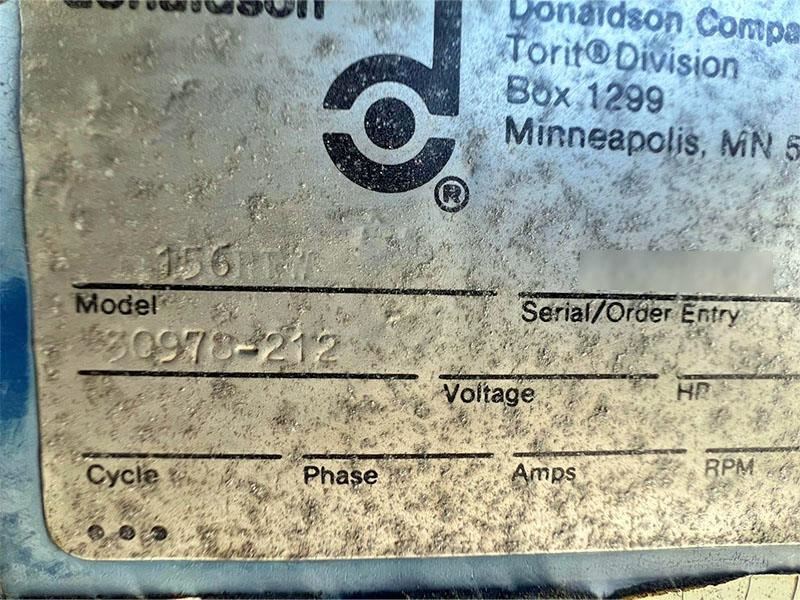 donaldson
Donaldson Compa
Torit® Division
Box 1299
Minneapolis, MN 5
®
Model
Serial/Order Entry
30978-212
Voltage HP
Cycle Phase Amps RPM